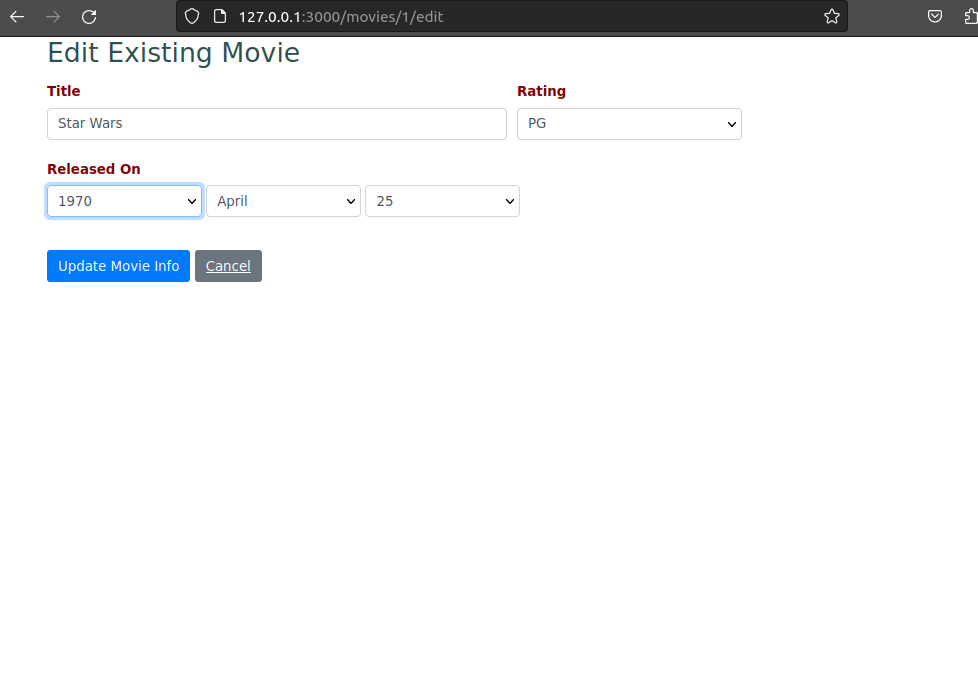 127.0.0.1:3000/movies/1/edit
Edit Existing Movie
Title Rating
Star Wars PG
Released On
1970 April 25
Update Movie Info Cancel